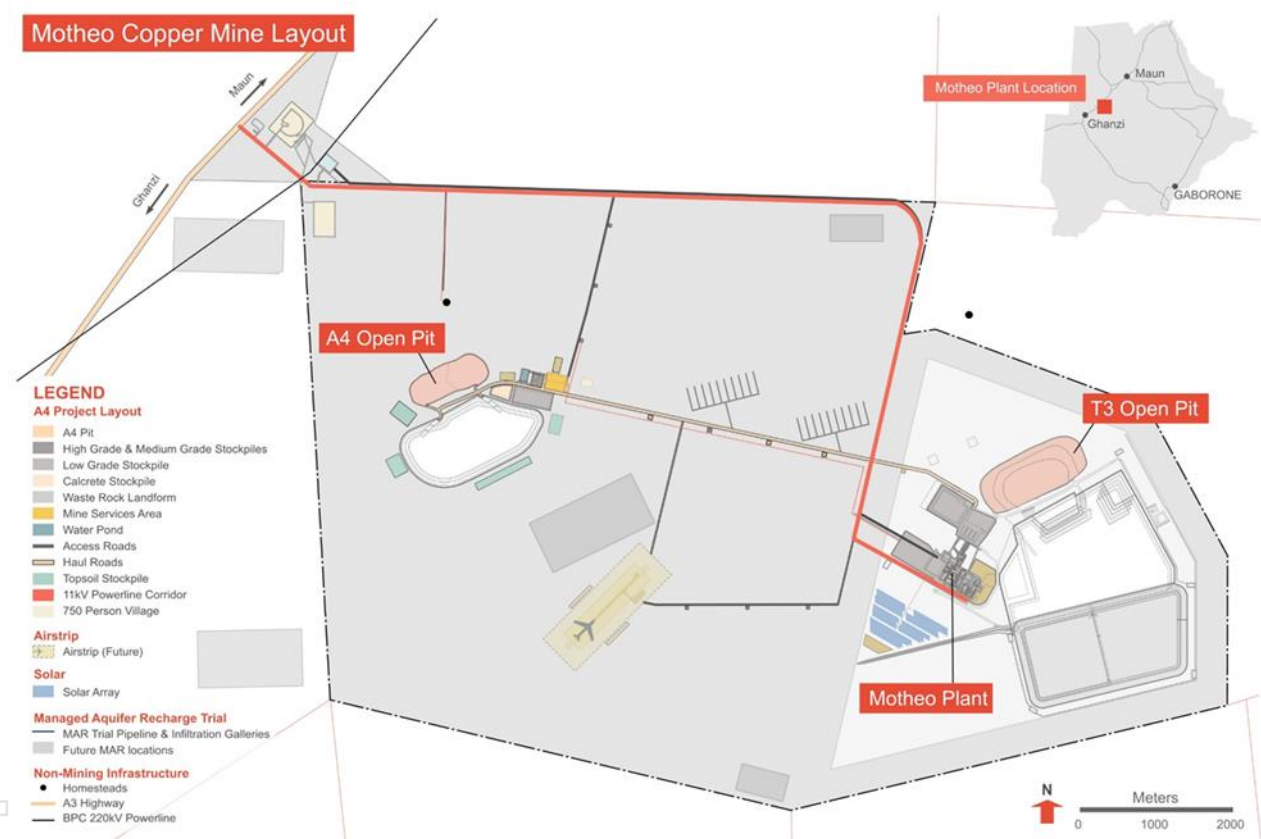 Motheo Copper Mine Layout
Maun
Ghanzi
Motheo Plant Location
Maun
Ghanzi
GABORONE
A4 Open Pit
T3 Open Pit
Motheo Plant
LEGEND
A4 Project Layout
A4 Pit
High Grade & Medium Grade Stockpiles
Low Grade Stockpile
Calcrete Stockpile
Waste Rock Landform
Mine Services Area
Water Pond
Access Roads
Haul Roads
Topsoil Stockpile
11kV Powerline Corridor
750 Person Village
Airstrip
Airstrip (Future)
Solar
Solar Array
Managed Aquifer Recharge Trial
MAR Trial Pipeline & Infiltration Galleries
Future MAR locations
Non-Mining Infrastructure
Homesteads
A3 Highway
BPC 220kV Powerline
N
Meters
0 1000 2000